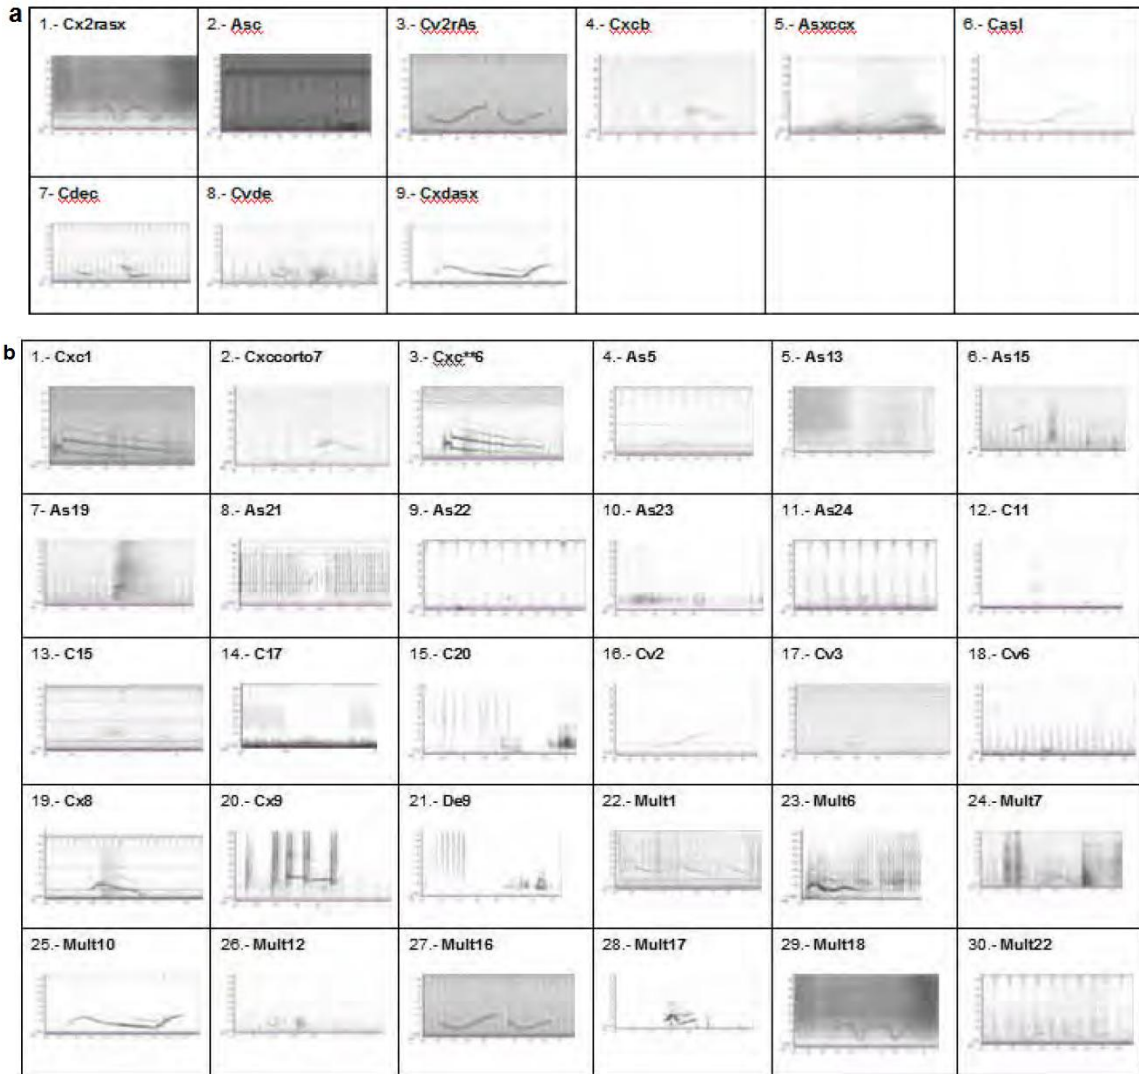 a
1.- Cx2rasx 2.- Asc 3.- Cv2rAs 4.- Cxcb 5.- Asxccx 6.- Casl
7- Cdec 8.- Cvde 9.- Cxdasx
b
1.- Cxc1 2.- Cxccorto7 3.- Cxc**6 4.- As5 5.- As13 6.- As15
7- As19 8.- As21 9.- As22 10.- As23 11.- As24 12.- C11
13.- C15 14.- C17 15.- C20 16.- Cv2 17.- Cv3 18.- Cv6
19.- Cx8 20.- Cx9 21.- De9 22.- Mult1 23.- Mult6 24.- Mult7
25.- Mult10 26.- Mult12 27.- Mult16 28.- Mult17 29.- Mult18 30.- Mult22